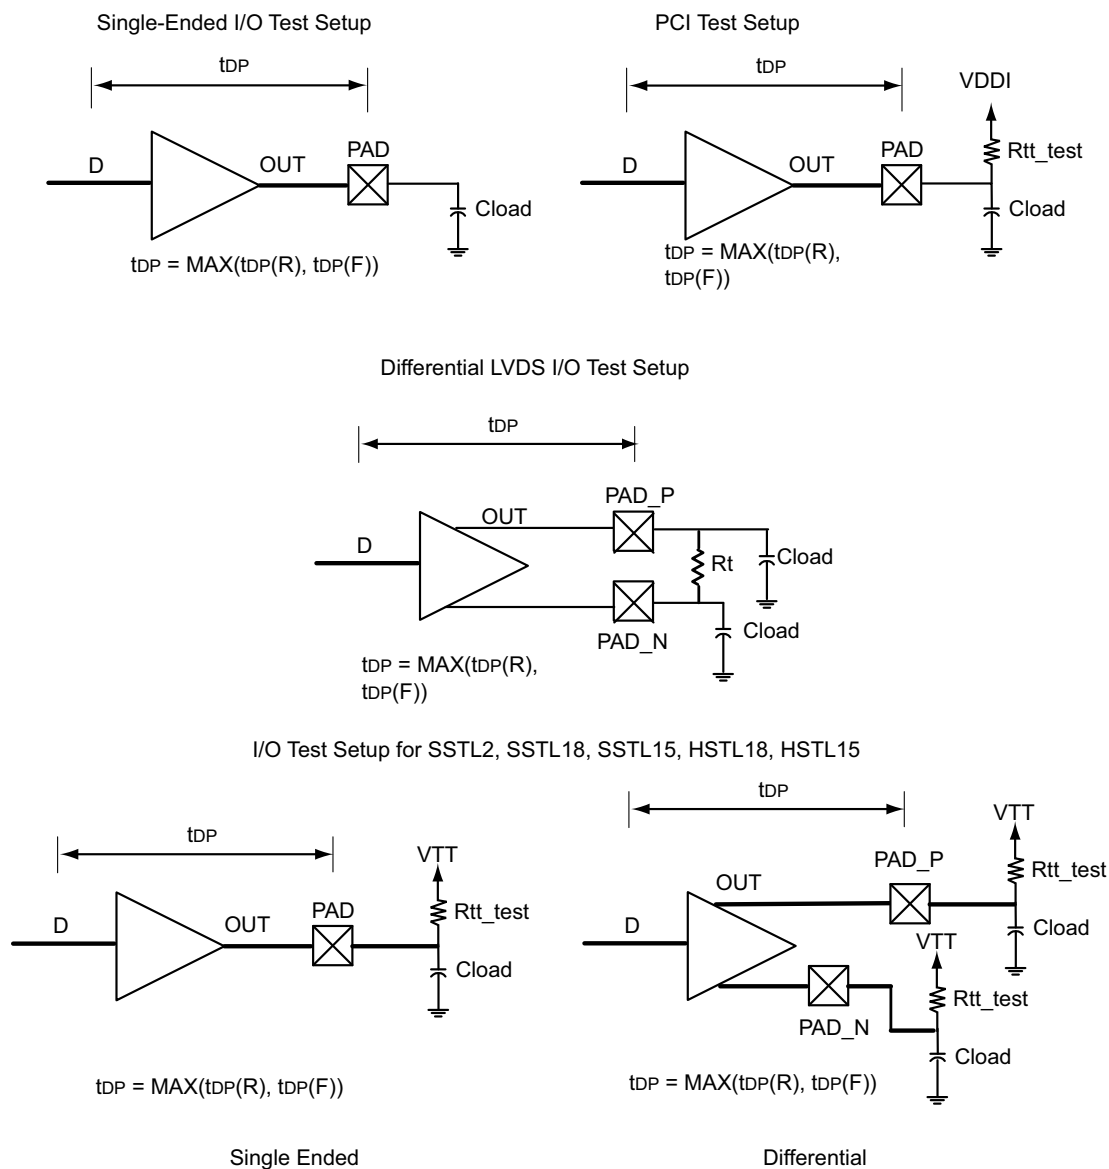 Single-Ended I/O Test Setup
tDP
D
OUT
PAD
Cload
tDP = MAX(tDP(R), tDP(F))
PCI Test Setup
tDP
VDDI
D
OUT
PAD
Rtt_test
Cload
tDP = MAX(tDP(R),
tDP(F))
Differential LVDS I/O Test Setup
tDP
PAD_P
OUT
D
Rt
Cload
PAD_N
Cload
tDP = MAX(tDP(R),
tDP(F))
I/O Test Setup for SSTL2, SSTL18, SSTL15, HSTL18, HSTL15
tDP
VTT
D
OUT
PAD
Rtt_test
Cload
tDP = MAX(tDP(R), tDP(F))
Single Ended
tDP
VTT
PAD_P
OUT
Rtt_test
D
Cload
VTT
Rtt_test
PAD_N
Cload
tDP = MAX(tDP(R), tDP(F))
Differential